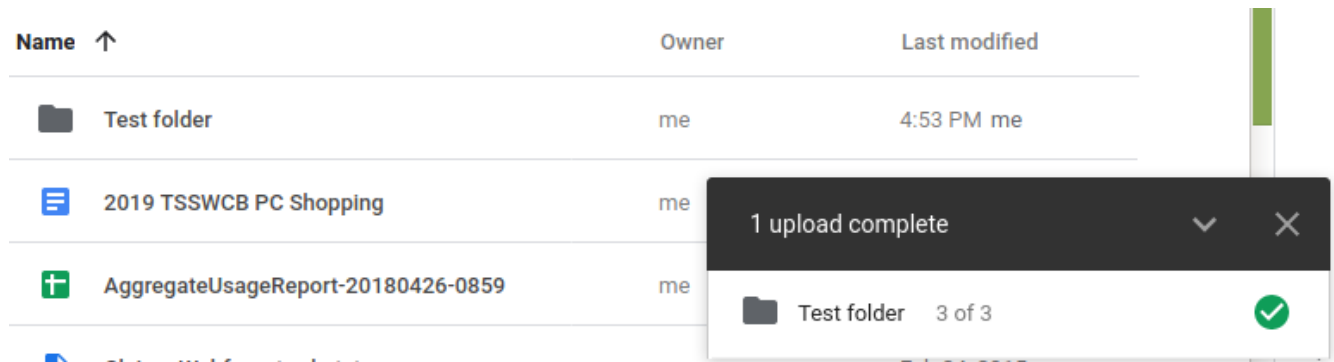 Name Owner Last modified
Test folder me 4:53 PM me
2019 TSSWCB PC Shopping me
1 upload complete
AggregateUsageReport-20180426-0859 me
Test folder 3 of 3